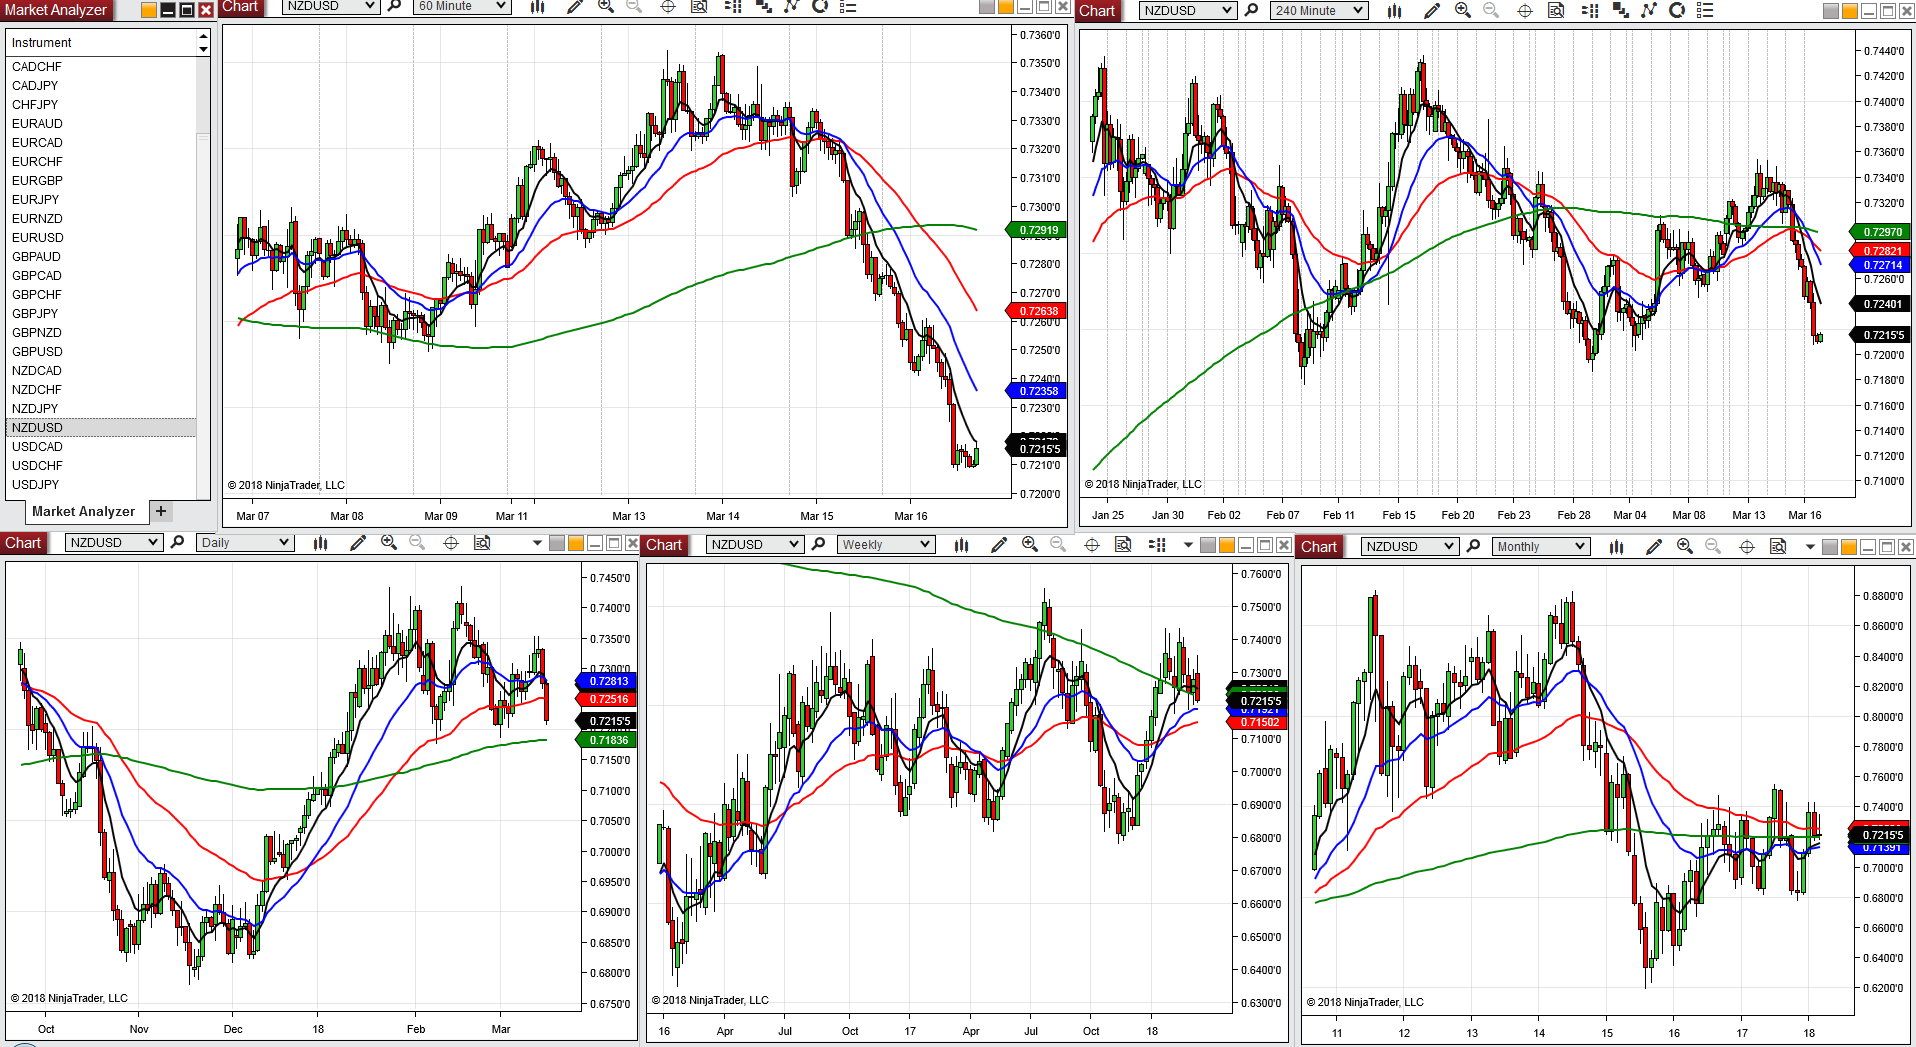 Market Analyzer
Instrument
CADCHF
CADJPY
CHFJPY
EURAUD
EURCAD
EURCHF
EURGBP
EURJPY
EURNZD
EURUSD
GBPAUD
GBPCAD
GBPCHF
GBPJPY
GBPNZD
GBPUSD
NZDCAD
NZDCHF
NZDJPY
NZDUSD
USDCAD
USDCHF
USDJPY
Market Analyzer +
Chart NZDUSD 60 Minute
0.7360'0
0.7350'0
0.7340'0
0.7330'0
0.7320'0
0.7310'0
0.7300'0
0.72919
0.7280'0
0.7270'0
0.72638
0.7260'0
0.7250'0
0.7240'0
0.72358
0.7230'0
0.7215'5
0.7210'0
0.7200'0
© 2018 NinjaTrader, LLC
Mar 07 Mar 08 Mar 09 Mar 11 Mar 13 Mar 14 Mar 15 Mar 16
Chart NZDUSD 240 Minute
0.7440'0
0.7420'0
0.7400'0
0.7380'0
0.7360'0
0.7340'0
0.7320'0
0.72970
0.72821
0.72714
0.7260'0
0.72401
0.7215'5
0.7200'0
0.7180'0
0.7160'0
0.7140'0
0.7120'0
0.7100'0
© 2018 NinjaTrader, LLC
Jan 25 Jan 30 Feb 02 Feb 07 Feb 11 Feb 15 Feb 20 Feb 23 Feb 28 Mar 04 Mar 08 Mar 13 Mar 16
Chart NZDUSD Daily
0.7450'0
0.7400'0
0.7350'0
0.7300'0
0.72813
0.72516
0.7215'5
0.71836
0.7150'0
0.7100'0
0.7050'0
0.7000'0
0.6950'0
0.6900'0
0.6850'0
0.6800'0
0.6750'0
© 2018 NinjaTrader, LLC
Oct Nov Dec 18 Feb Mar
Chart NZDUSD Weekly
0.7600'0
0.7500'0
0.7400'0
0.7300'0
0.7215'5
0.71502
0.7100'0
0.7000'0
0.6900'0
0.6800'0
0.6700'0
0.6600'0
0.6500'0
0.6400'0
0.6300'0
© 2018 NinjaTrader, LLC
16 Apr Jul Oct 17 Apr Jul Oct 18
Chart NZDUSD Monthly
0.8800'0
0.8600'0
0.8400'0
0.8200'0
0.8000'0
0.7800'0
0.7600'0
0.7400'0
0.7215'5
0.71391
0.7000'0
0.6800'0
0.6600'0
0.6400'0
0.6200'0
© 2018 NinjaTrader, LLC
11 12 13 14 15 16 17 18